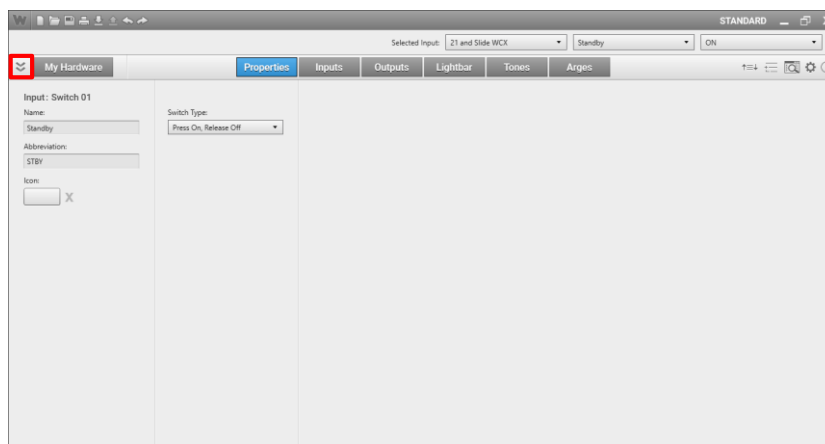 W STANDARD
Selected Input: 21 and Slide WCX Standby ON
My Hardware Properties Inputs Outputs Lightbar Tones Arges
Input: Switch 01
Name: Switch Type:
Standby Press On, Release Off
Abbreviation:
STBY
Icon:
X